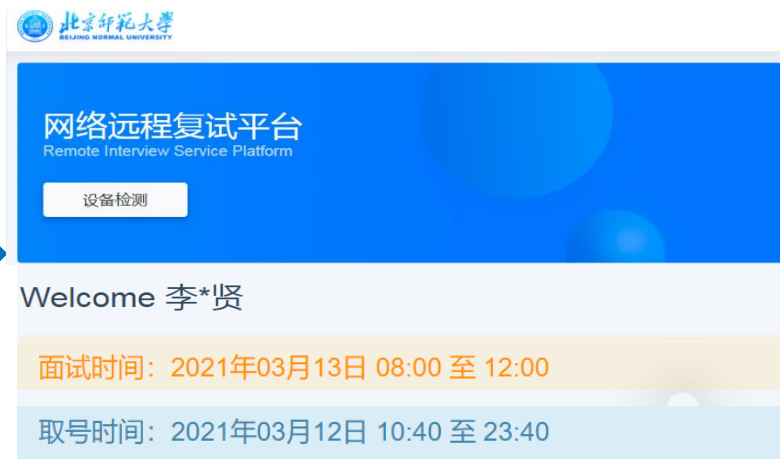 北京师范大学
BEIJING NORMAL UNIVERSITY
网络远程复试平台
Remote Interview Service Platform
设备检测
Welcome 李*贤
面试时间：2021年03月13日 08:00 至 12:00
取号时间：2021年03月12日 10:40 至 23:40